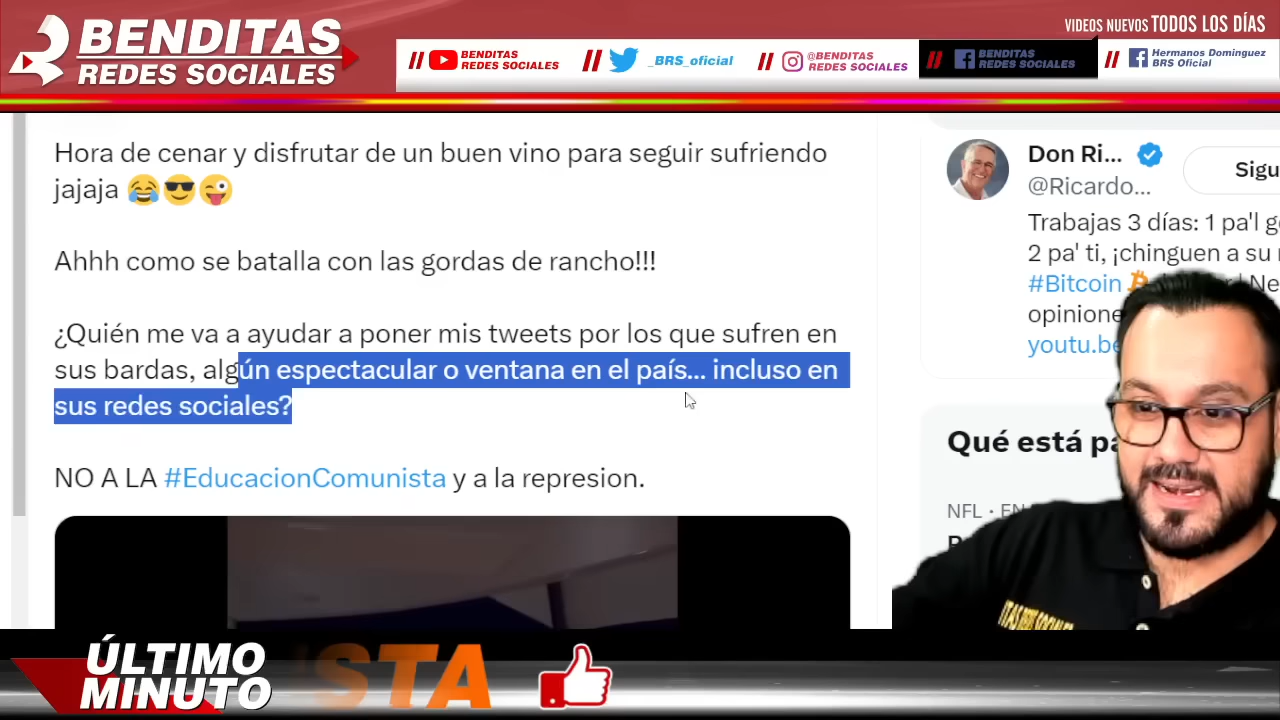 BENDITAS
REDES SOCIALES
VIDEOS NUEVOS TODOS LOS DÍAS
// BENDITAS
REDES SOCIALES
// _BRS_oficial
// @BENDITAS
REDES SOCIALES
// BENDITAS
REDES SOCIALES
// Hermanos Dominguez
BRS Oficial
Hora de cenar y disfrutar de un buen vino para seguir sufriendo
jajaja 😂😎😜
Ahhh como se batalla con las gordas de rancho!!!
¿Quién me va a ayudar a poner mis tweets por los que sufren en
sus bardas, algún espectacular o ventana en el país... incluso en
sus redes sociales?
NO A LA #EducacionComunista y a la represion.
Don Ri...
@Ricardo...
Sigu
Trabajas 3 días: 1 pa'l g
2 pa' ti, ¡chinguen a su
#Bitcoin
opinione
youtu.be
Qué está pa
NFL · EN
REDES SOCIALES
ÚLTIMO
MINUTO
STA